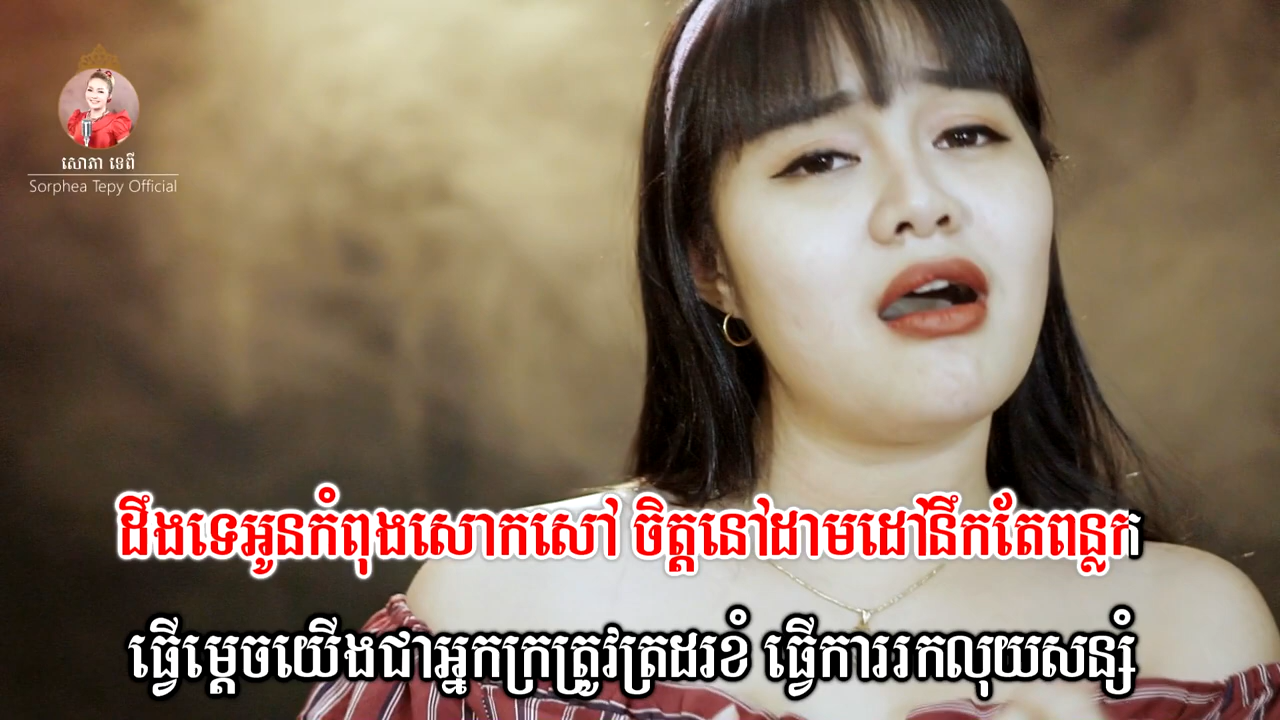 សោភា ទេពី
Sorphea Tepy Official
ដឹងទេអូនកំពុងសោកសៅ ចិត្តនៅដាមដៅនឹកតែពន្លក
ធ្វើម្ដេចយើងជាអ្នកក្រត្រូវត្រដរខំ ធ្វើការរកលុយសន្សំ